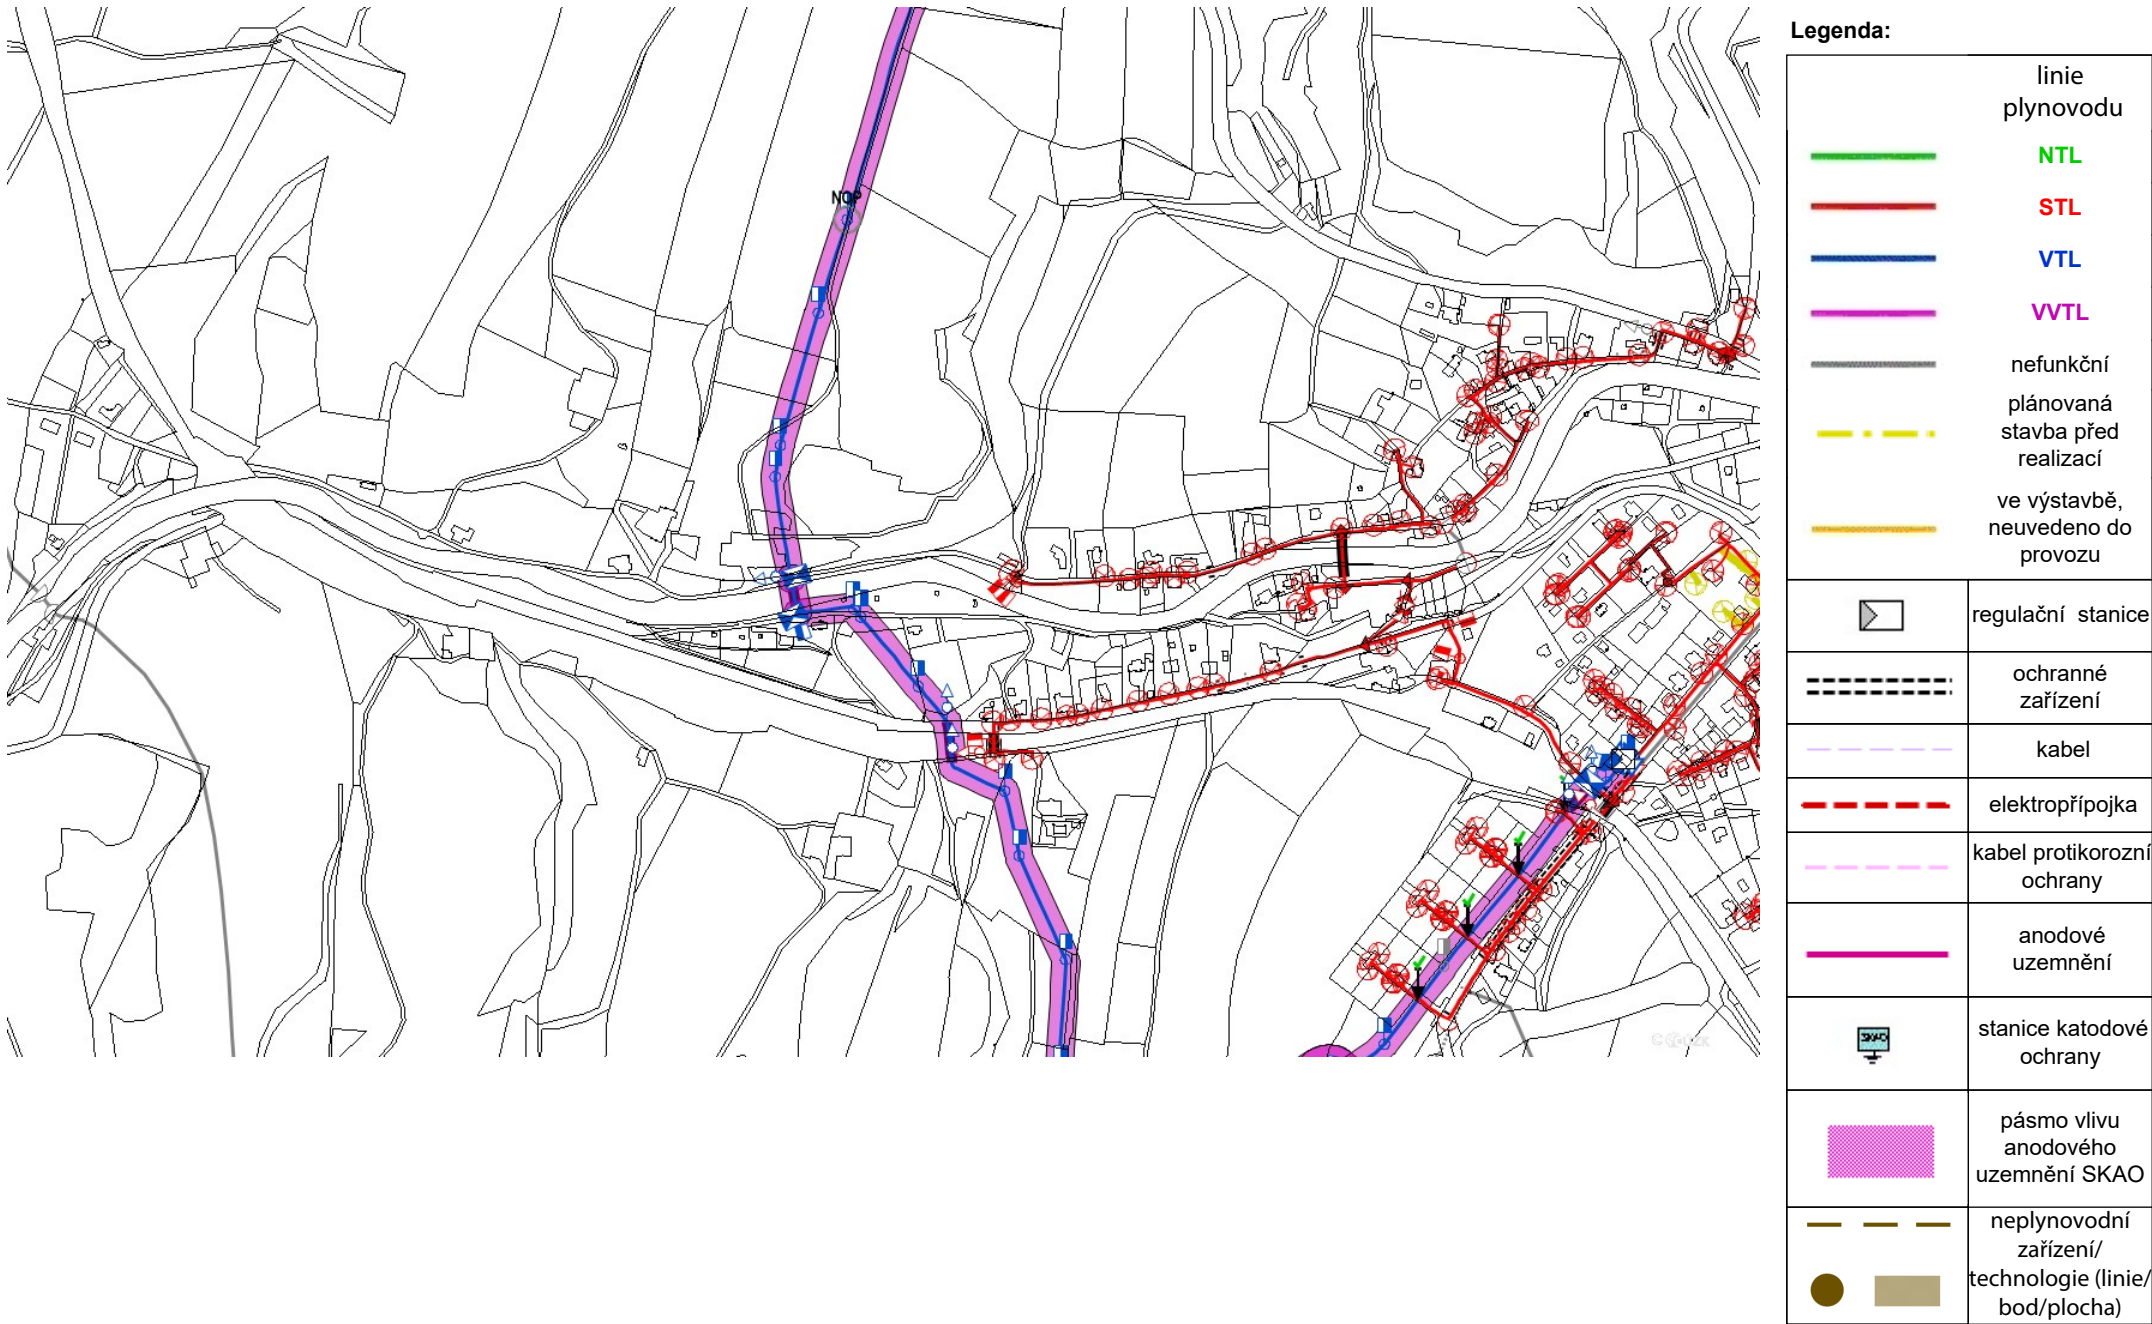 Legenda:
linie
plynovodu
NTL
STL
VTL
VVTL
nefunkční
plánovaná
stavba před
realizací
ve výstavbě,
neuvedeno do
provozu
regulační stanice
ochranné
zařízení
kabel
elektropřípojka
kabel protikorozní
ochrany
anodové
uzemnění
SKAO
stanice katodové
ochrany
pásmo vlivu
anodového
uzemnění SKAO
neplynovodní
zařízení/
technologie (linie/
bod/plocha)
NOP